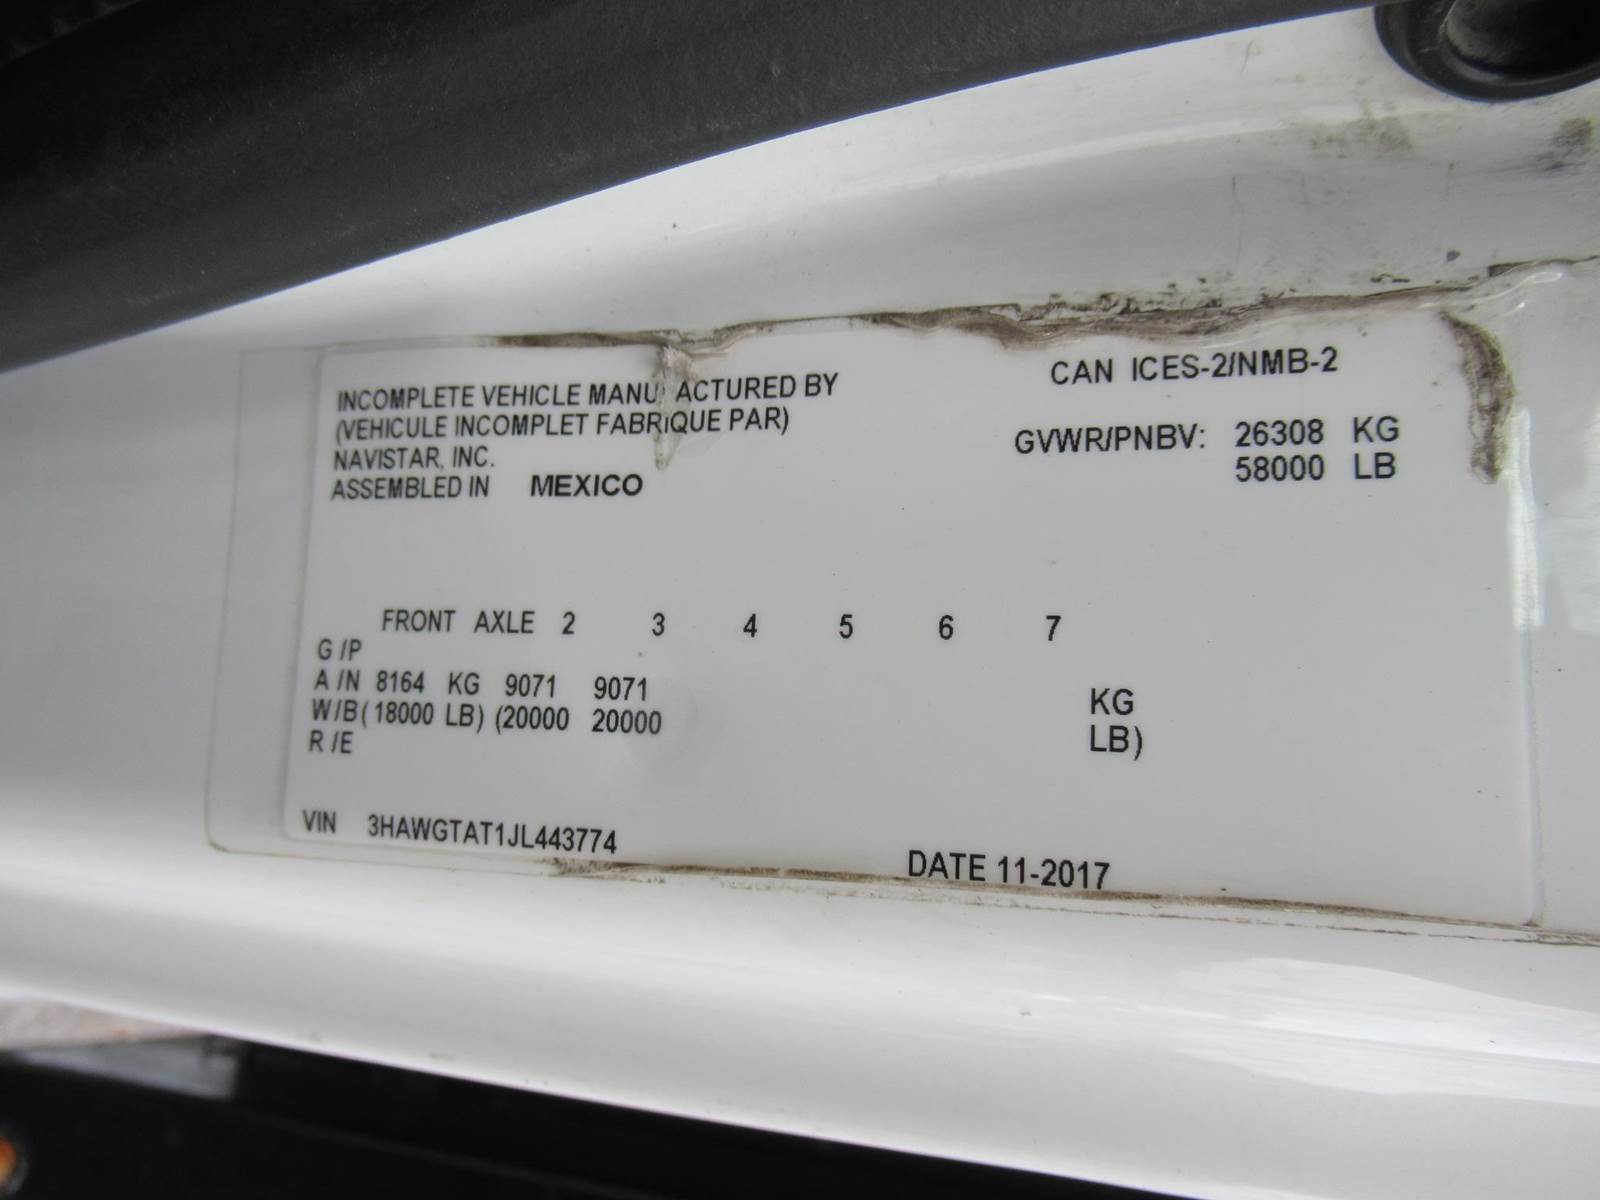 INCOMPLETE VEHICLE MANUFACTURED BY
(VEHICULE INCOMPLET FABRIQUE PAR)
NAVISTAR, INC.
ASSEMBLED IN MEXICO
CAN ICES-2/NMB-2
GVWR/PNBV: 26308 KG
58000 LB
FRONT AXLE 2 3 4 5 6 7
G /P
A /N 8164 KG 9071 9071 KG
W/B ( 18000 LB) (20000 20000 LB)
R /E
VIN 3HAWGTAT1JL443774
DATE 11-2017